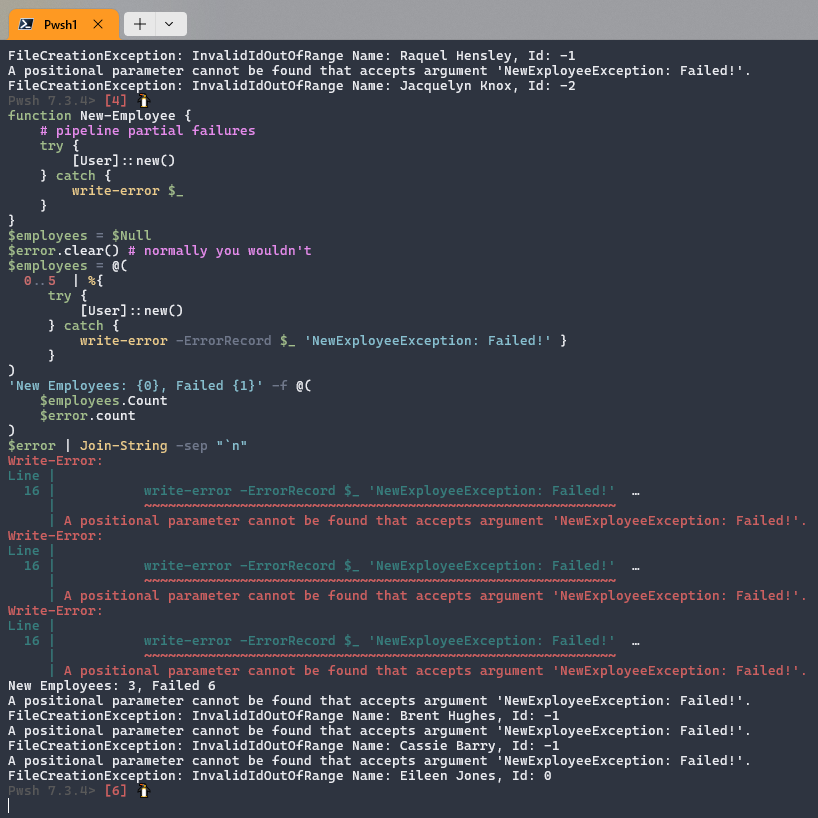 Pwsh1
FileCreationException: InvalidIdOutOfRange Name: Raquel Hensley, Id: -1
A positional parameter cannot be found that accepts argument 'NewExployeeException: Failed!'.
FileCreationException: InvalidIdOutOfRange Name: Jacquelyn Knox, Id: -2
Pwsh 7.3.4> [4]
function New-Employee {
    # pipeline partial failures
    try {
        [User]::new()
    } catch {
        write-error $_
    }
}
$employees = $Null
$error.clear() # normally you wouldn't
$employees = @(
  0..5  | %{
     try {
         [User]::new()
     } catch {
         write-error -ErrorRecord $_ 'NewExployeeException: Failed!' }
     }
)
'New Employees: {0}, Failed {1}' -f @(
    $employees.Count
    $error.count
)
$error | Join-String -sep "`n"
Write-Error:
Line |
  16 |           write-error -ErrorRecord $_ 'NewExployeeException: Failed!'  …
     |           ~~~~~~~~~~~~~~~~~~~~~~~~~~~~~~~~~~~~~~~~~~~~~~~~~~~~~~~~~~~
     | A positional parameter cannot be found that accepts argument 'NewExployeeException: Failed!'.
Write-Error:
Line |
  16 |           write-error -ErrorRecord $_ 'NewExployeeException: Failed!'  …
     |           ~~~~~~~~~~~~~~~~~~~~~~~~~~~~~~~~~~~~~~~~~~~~~~~~~~~~~~~~~~~
     | A positional parameter cannot be found that accepts argument 'NewExployeeException: Failed!'.
Write-Error:
Line |
  16 |           write-error -ErrorRecord $_ 'NewExployeeException: Failed!'  …
     |           ~~~~~~~~~~~~~~~~~~~~~~~~~~~~~~~~~~~~~~~~~~~~~~~~~~~~~~~~~~~
     | A positional parameter cannot be found that accepts argument 'NewExployeeException: Failed!'.
New Employees: 3, Failed 6
A positional parameter cannot be found that accepts argument 'NewExployeeException: Failed!'.
FileCreationException: InvalidIdOutOfRange Name: Brent Hughes, Id: -1
A positional parameter cannot be found that accepts argument 'NewExployeeException: Failed!'.
FileCreationException: InvalidIdOutOfRange Name: Cassie Barry, Id: -1
A positional parameter cannot be found that accepts argument 'NewExployeeException: Failed!'.
FileCreationException: InvalidIdOutOfRange Name: Eileen Jones, Id: 0
Pwsh 7.3.4> [6]